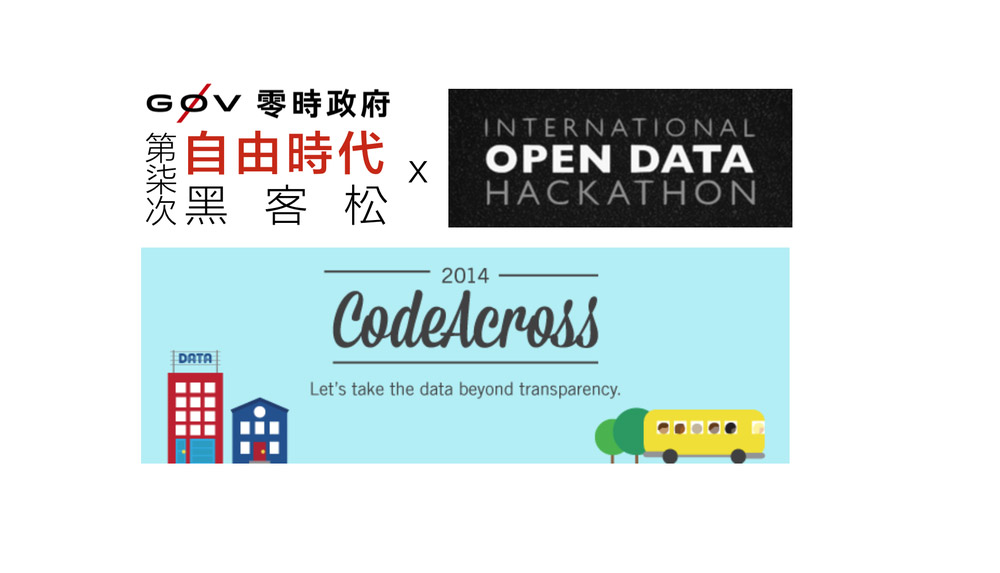 GØV 零時政府
第柒次
自由時代
黑客松
X
INTERNATIONAL
OPEN DATA
HACKATHON
2014
CodeAcross
Let's take the data beyond transparency.
DATA